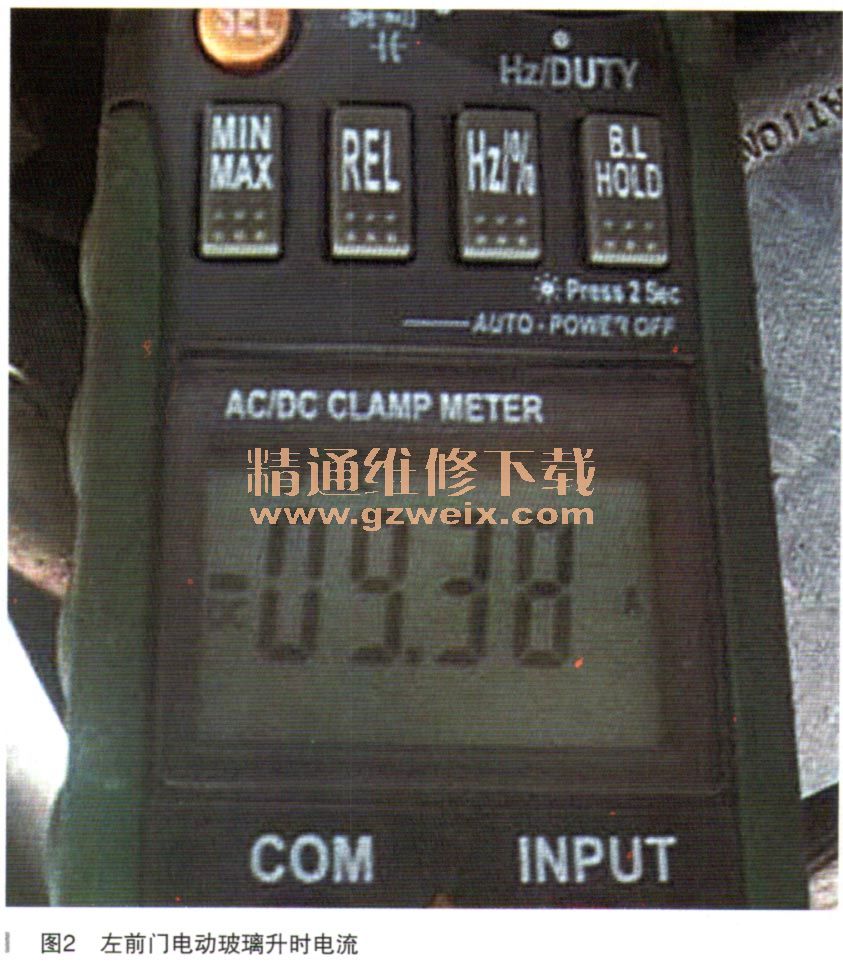 SEL
Hz/DUTY
MIN
MAX
REL
Hz/%
B.L
HOLD
Press 2 Sec
AUTO - POWER OFF
AC/DC CLAMP METER
精通维修下载
www.gzweix.com
-09.38 A
COM
INPUT
ATION
图2 左前门电动玻璃升时电流